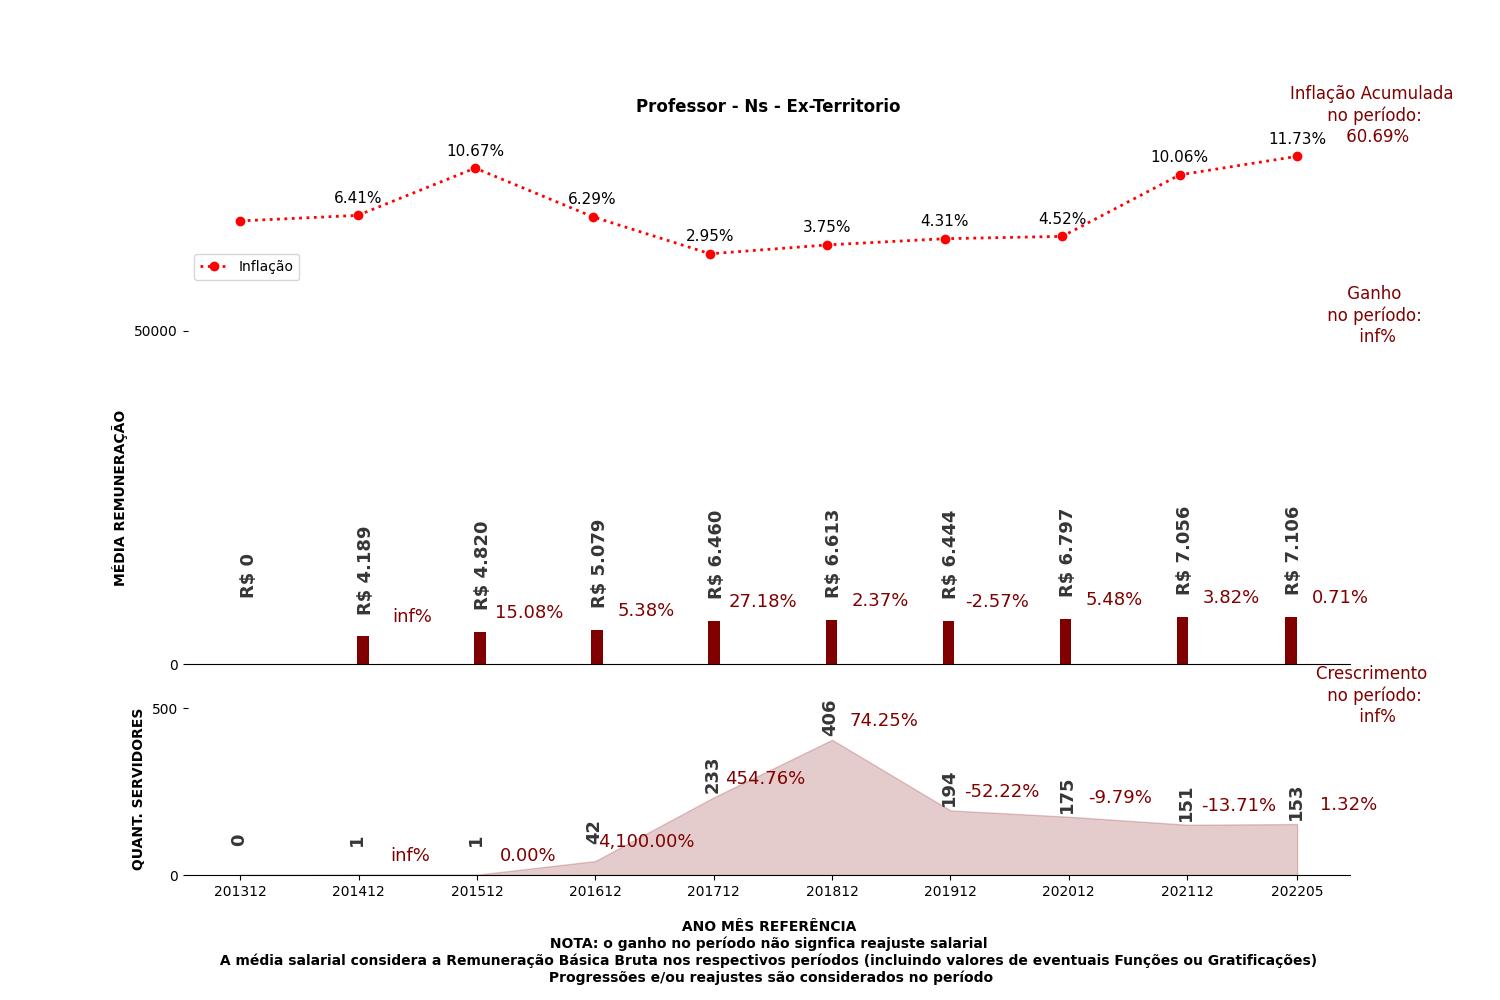 Professor - Ns - Ex-Territorio
Inflação Acumulada
no período:
60.69%
6.41%
10.67%
6.29%
2.95%
3.75%
4.31%
4.52%
10.06%
11.73%
Inflação
Ganho
no período:
inf%
50000
0
MÉDIA REMUNERAÇÃO
R$ 0
R$ 4.189
R$ 4.820
R$ 5.079
R$ 6.460
R$ 6.613
R$ 6.444
R$ 6.797
R$ 7.056
R$ 7.106
inf%
15.08%
5.38%
27.18%
2.37%
-2.57%
5.48%
3.82%
0.71%
Crescrimento
no período:
inf%
500
0
QUANT. SERVIDORES
0
1
1
42
233
406
194
175
151
153
inf%
0.00%
4,100.00%
454.76%
74.25%
-52.22%
-9.79%
-13.71%
1.32%
201312
201412
201512
201612
201712
201812
201912
202012
202112
202205
ANO MÊS REFERÊNCIA
NOTA: o ganho no período não signfica reajuste salarial
A média salarial considera a Remuneração Básica Bruta nos respectivos períodos (incluindo valores de eventuais Funções ou Gratificações)
Progressões e/ou reajustes são considerados no período